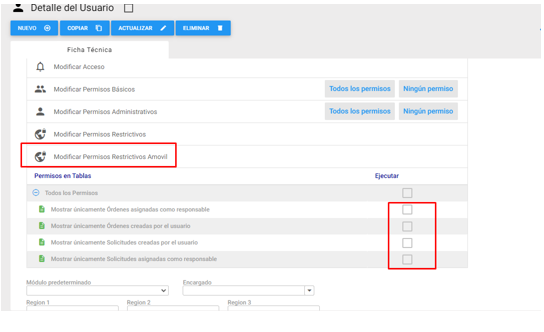 Detalle del Usuario
NUEVO COPIAR ACTUALIZAR ELIMINAR
Ficha Técnica
Modificar Acceso
Modificar Permisos Básicos Todos los permisos Ningún permiso
Modificar Permisos Administrativos Todos los permisos Ningún permiso
Modificar Permisos Restrictivos
Modificar Permisos Restrictivos Amovil
Permisos en Tablas Ejecutar
Todos los Permisos
Mostrar únicamente Órdenes asignadas como responsable
Mostrar únicamente Órdenes creadas por el usuario
Mostrar únicamente Solicitudes creadas por el usuario
Mostrar únicamente Solicitudes asignadas como responsable
Módulo predeterminado Encargado
Region 1 Region 2 Region 3